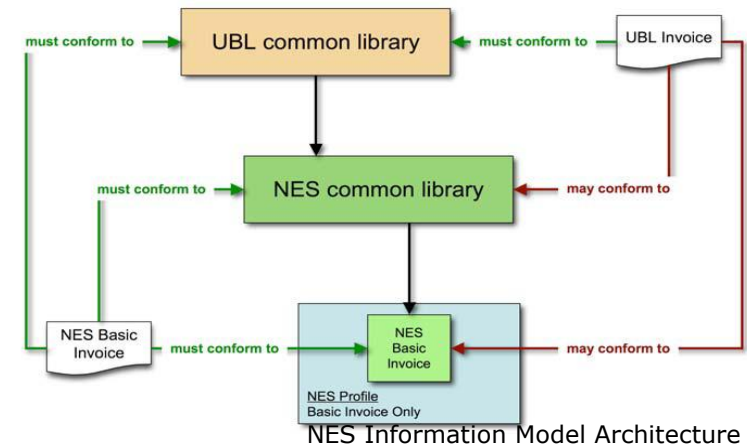 must conform to
UBL common library
must conform to
UBL Invoice
must conform to
NES common library
may conform to
NES Basic
Invoice
must conform to
NES
Basic
Invoice
may conform to
NES Profile
Basic Invoice Only
NES Information Model Architecture